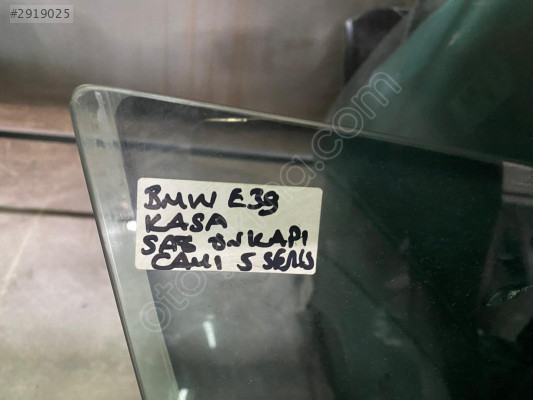 #2919025
BMW E39
KASA
SAĞ ÖN KAPI
CAMI 5 SERİS